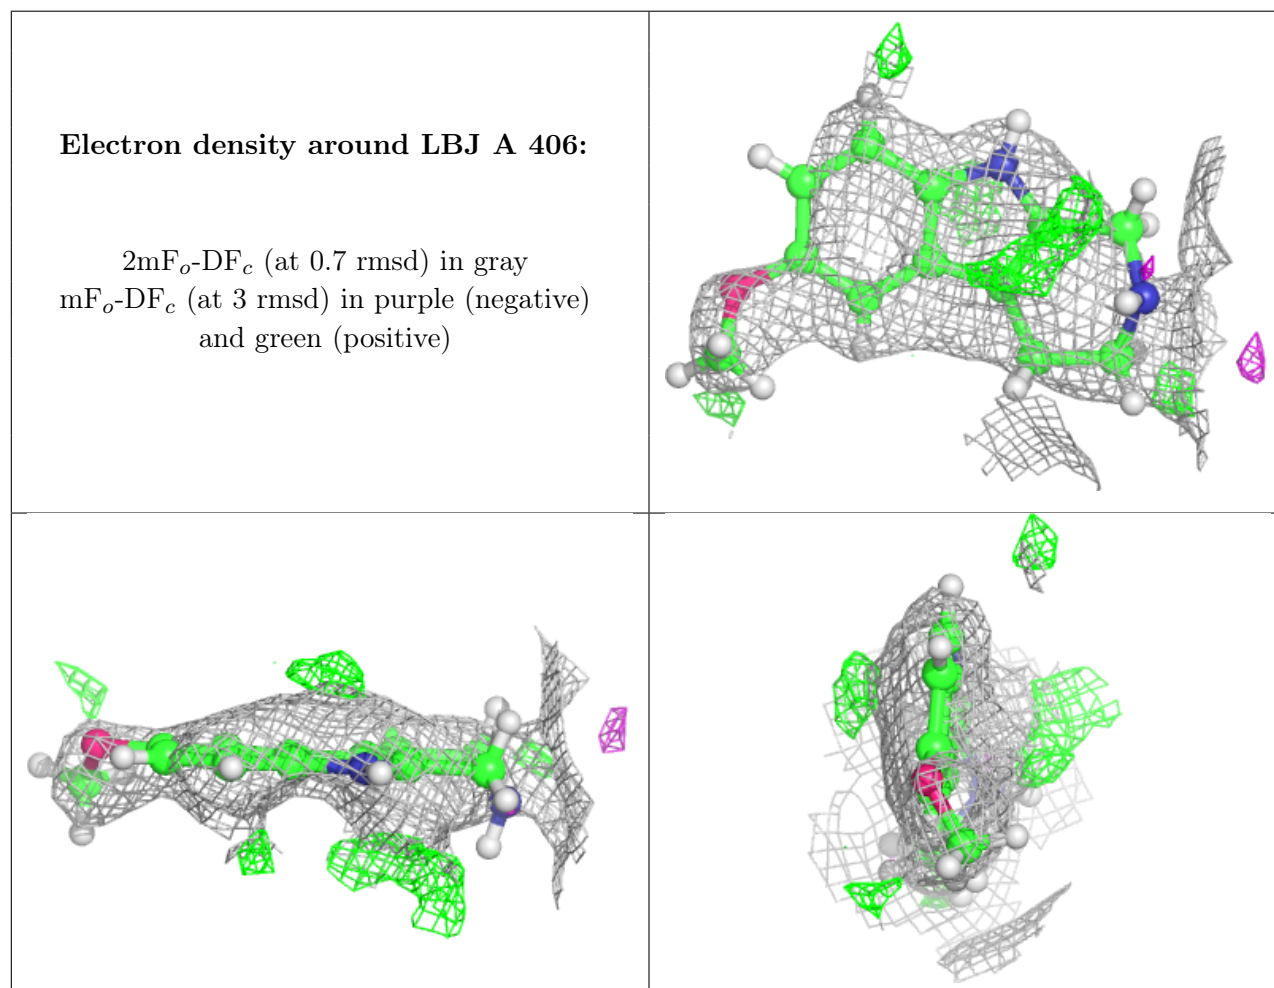 Electron density around LBJ A 406:
2mFo-DFc (at 0.7 rmsd) in gray
mFo-DFc (at 3 rmsd) in purple (negative)
and green (positive)